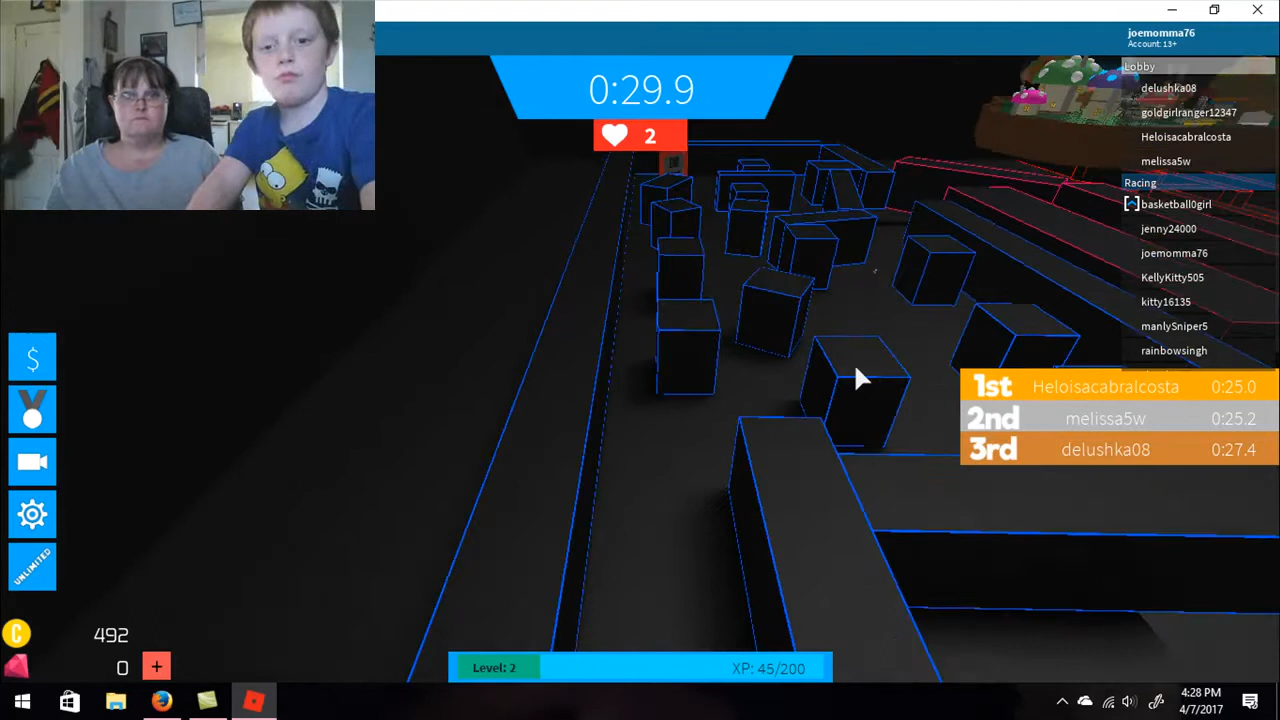 joemomma76
Account: 13+
Lobby
delushka08
goldgirlranger12347
Heloisacabralcosta
melissa5w
Racing
basketball0girl
jenny24000
joemomma76
KellyKitty505
kitty16135
manlySniper5
rainbowsingh
0:29.9
2
1st Heloisacabralcosta 0:25.0
2nd melissa5w 0:25.2
3rd delushka08 0:27.4
$
UNLIMITED
C 492
0 +
Level: 2 XP: 45/200
4:28 PM
4/7/2017